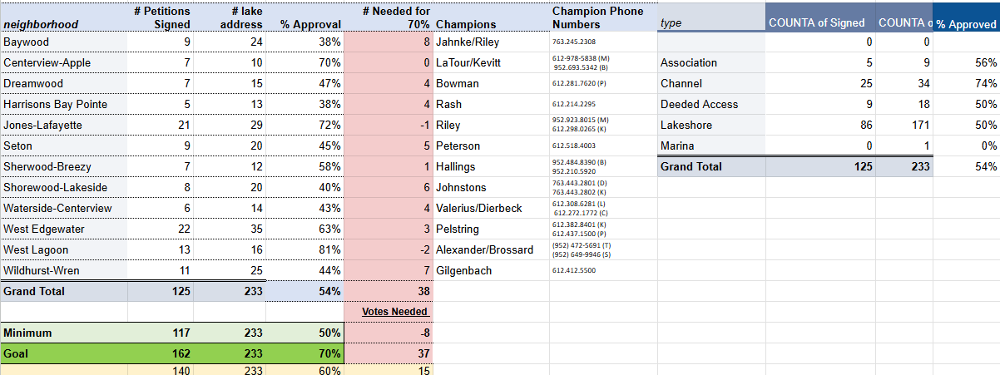 neighborhood # Petitions Signed # lake address % Approval # Needed for 70% Champions Champion Phone Numbers type COUNTA of Signed COUNTA o % Approved
Baywood 9 24 38% 8 Jahnke/Riley 763.245.2308 0 0
Centerview-Apple 7 10 70% 0 LaTour/Kevitt 612-978-5838 (M) 952.693.5342 (B) Association 5 9 56%
Dreamwood 7 15 47% 4 Bowman 612.281.7620 (P) Channel 25 34 74%
Harrisons Bay Pointe 5 13 38% 4 Rash 612.214.2295 Deeded Access 9 18 50%
Jones-Lafayette 21 29 72% -1 Riley 952.923.8015 (M) 612.298.0265 (K) Lakeshore 86 171 50%
Seton 9 20 45% 5 Peterson 612.518.4003 Marina 0 1 0%
Sherwood-Breezy 7 12 58% 1 Hallings 952.484.8390 (B) 952.210.5920 Grand Total 125 233 54%
Shorewood-Lakeside 8 20 40% 6 Johnstons 763.443.2801 (D) 763.443.2802 (K)
Waterside-Centerview 6 14 43% 4 Valerius/Dierbeck 612.308.6281 (L) 612.272.1772 (C)
West Edgewater 22 35 63% 3 Pelstring 612.382.8401 (K) 612.437.1500 (P)
West Lagoon 13 16 81% -2 Alexander/Brossard (952) 472-5691 (T) (952) 649-9946 (S)
Wildhurst-Wren 11 25 44% 7 Gilgenbach 612.412.5500
Grand Total 125 233 54% 38
Votes Needed
Minimum 117 233 50% -8
Goal 162 233 70% 37
140 233 60% 15